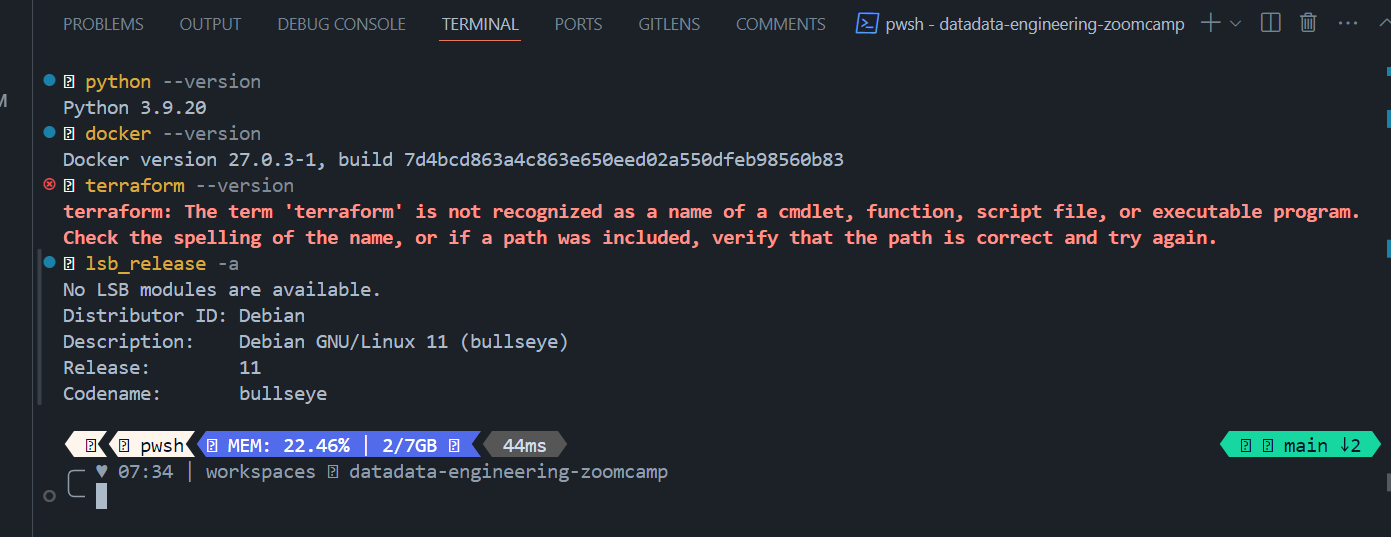 PROBLEMS OUTPUT DEBUG CONSOLE TERMINAL PORTS GITLENS COMMENTS pwsh - datadata-engineering-zoomcamp
python --version
Python 3.9.20
docker --version
Docker version 27.0.3-1, build 7d4bcd863a4c863e650eed02a550dfeb98560b83
terraform --version
terraform: The term 'terraform' is not recognized as a name of a cmdlet, function, script file, or executable program.
Check the spelling of the name, or if a path was included, verify that the path is correct and try again.
lsb_release -a
No LSB modules are available.
Distributor ID: Debian
Description: Debian GNU/Linux 11 (bullseye)
Release: 11
Codename: bullseye
pwsh MEM: 22.46% | 2/7GB 44ms main ↓2
♥ 07:34 | workspaces datadata-engineering-zoomcamp